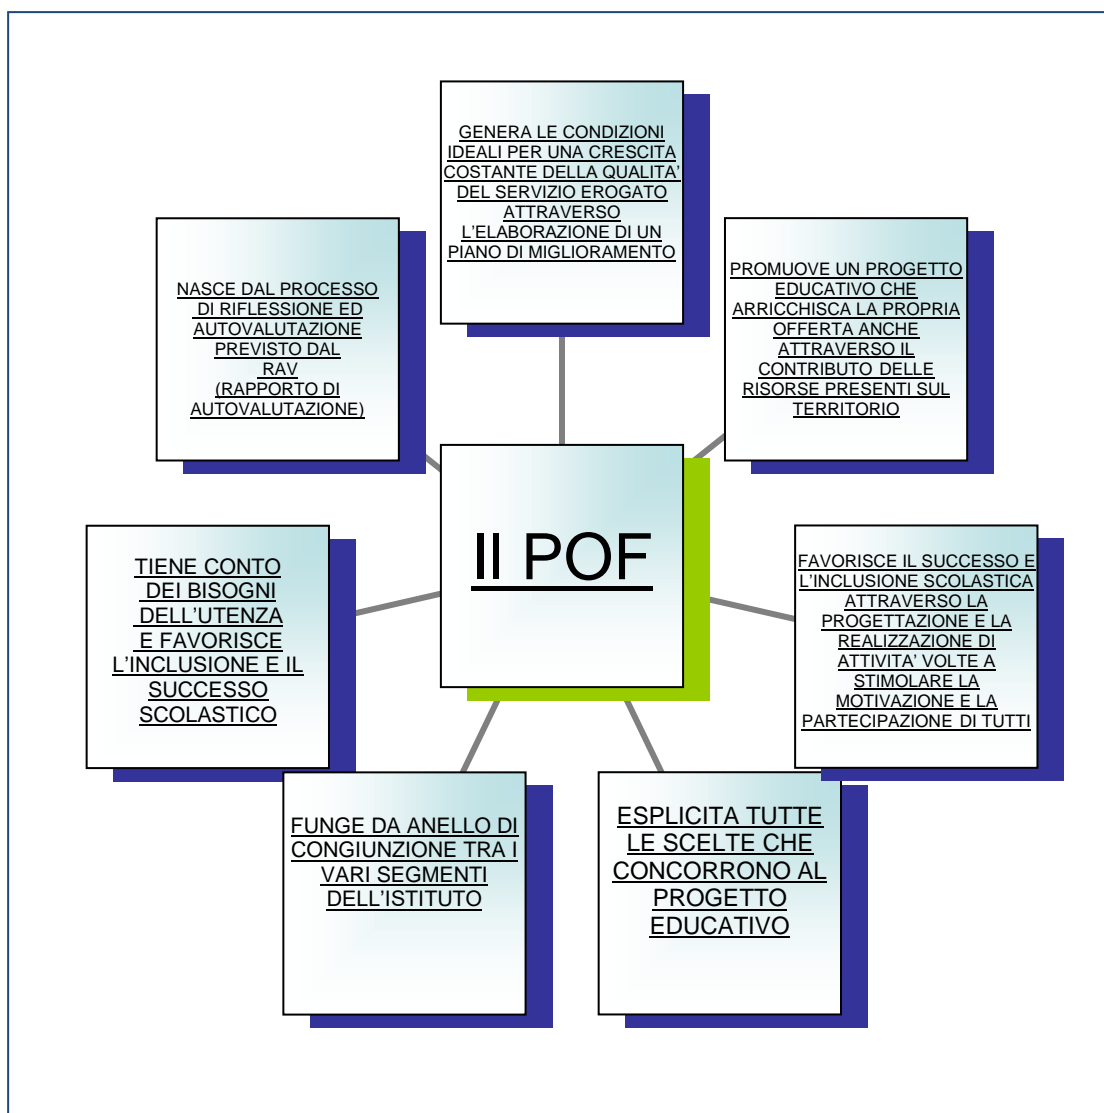 GENERA LE CONDIZIONI
IDEALI PER UNA CRESCITA
COSTANTE DELLA QUALITA’
DEL SERVIZIO EROGATO
ATTRAVERSO
L’ELABORAZIONE DI UN
PIANO DI MIGLIORAMENTO
PROMUOVE UN PROGETTO
EDUCATIVO CHE
ARRICCHISCA LA PROPRIA
OFFERTA ANCHE
ATTRAVERSO IL
CONTRIBUTO DELLE
RISORSE PRESENTI SUL
TERRITORIO
FAVORISCE IL SUCCESSO E
L’INCLUSIONE SCOLASTICA
ATTRAVERSO LA
PROGETTAZIONE E LA
REALIZZAZIONE DI
ATTIVITA’ VOLTE A
STIMOLARE LA
MOTIVAZIONE E LA
PARTECIPAZIONE DI TUTTI
ESPLICITA TUTTE
LE SCELTE CHE
CONCORRONO AL
PROGETTO
EDUCATIVO
FUNGE DA ANELLO DI
CONGIUNZIONE TRA I
VARI SEGMENTI
DELL’ISTITUTO
TIENE CONTO
DEI BISOGNI
DELL’UTENZA
E FAVORISCE
L’INCLUSIONE E IL
SUCCESSO
SCOLASTICO
NASCE DAL PROCESSO
DI RIFLESSIONE ED
AUTOVALUTAZIONE
PREVISTO DAL
RAV
(RAPPORTO DI
AUTOVALUTAZIONE)
Il POF